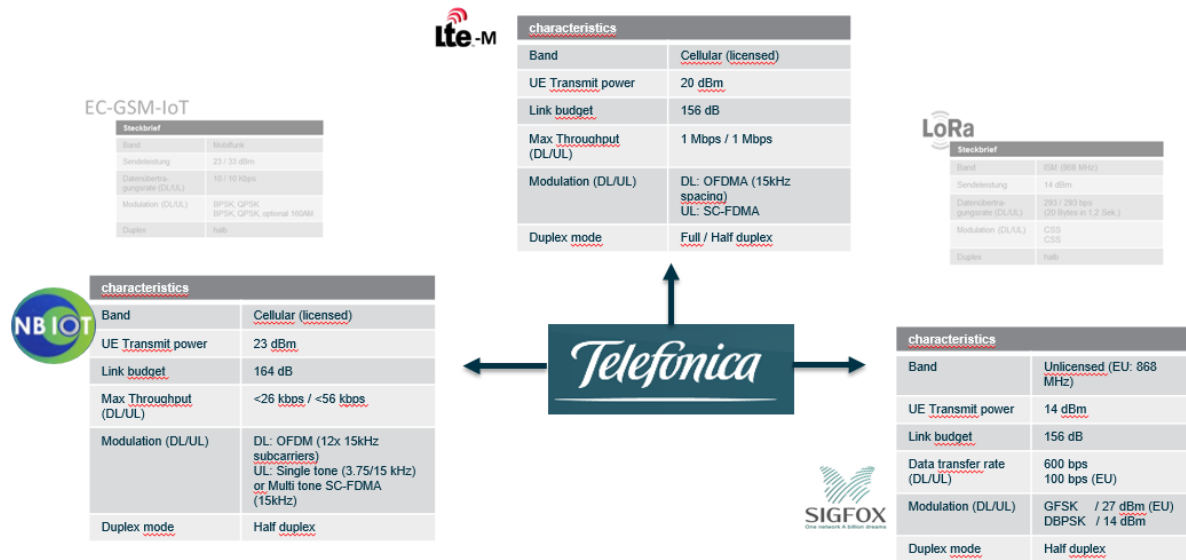 Lte-M
characteristics
Band Cellular (licensed)
UE Transmit power 20 dBm
Link budget 156 dB
Max Throughput 1 Mbps / 1 Mbps
(DL/UL)
Modulation (DL/UL) DL: OFDMA (15kHz
spacing)
UL: SC-FDMA
Duplex mode Full / Half duplex
EC-GSM-IoT
Steckbrief
Band Mobilfunk
Sendeleistung 23 / 33 dBm
Datenübertra- 10 / 10 Kbps
gungsrate (DL/UL)
Modulation (DL/UL) BPSK, QPSK
BPSK, QPSK, optional 16QAM
Duplex halb
LoRa
Steckbrief
Band ISM (869 MHz)
Sendeleistung 14 dBm
Datenübertra- 293 / 293 bps
gungsrate (DL/UL) (20 Bytes in 1,2 Sek.)
Modulation (DL/UL) CSS
CSS
Duplex halb
NB IOT
characteristics
Band Cellular (licensed)
UE Transmit power 23 dBm
Link budget 164 dB
Max Throughput <26 kbps / <56 kbps
(DL/UL)
Modulation (DL/UL) DL: OFDM (12x 15kHz
subcarriers)
UL: Single tone (3.75/15 kHz)
or Multi tone SC-FDMA
(15kHz)
Duplex mode Half duplex
Telefónica
SIGFOX
One network A billion dreams
characteristics
Band Unlicensed (EU: 868
MHz)
UE Transmit power 14 dBm
Link budget 156 dB
Data transfer rate 600 bps
(DL/UL) 100 bps (EU)
Modulation (DL/UL) GFSK / 27 dBm (EU)
DBPSK / 14 dBm
Duplex mode Half duplex